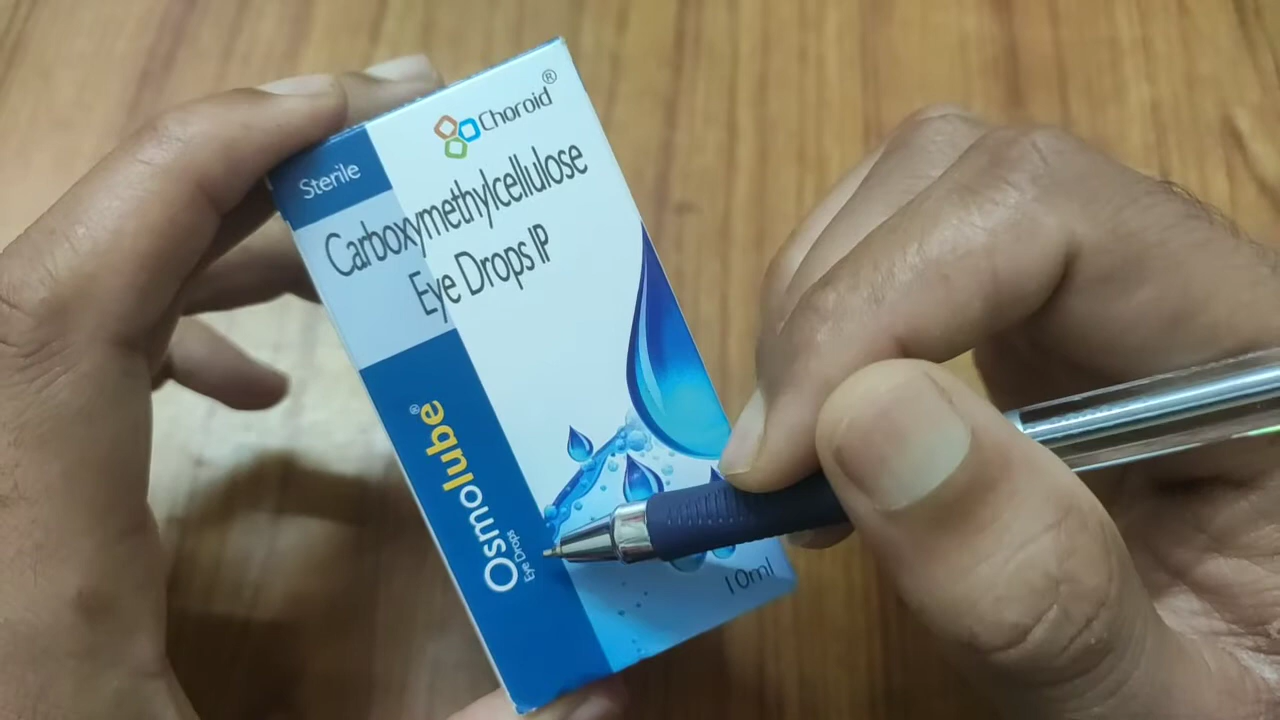 Sterile
Choroid®
Carboxymethylcellulose
Eye Drops IP
Osmolube®
Eye Drops
10ml